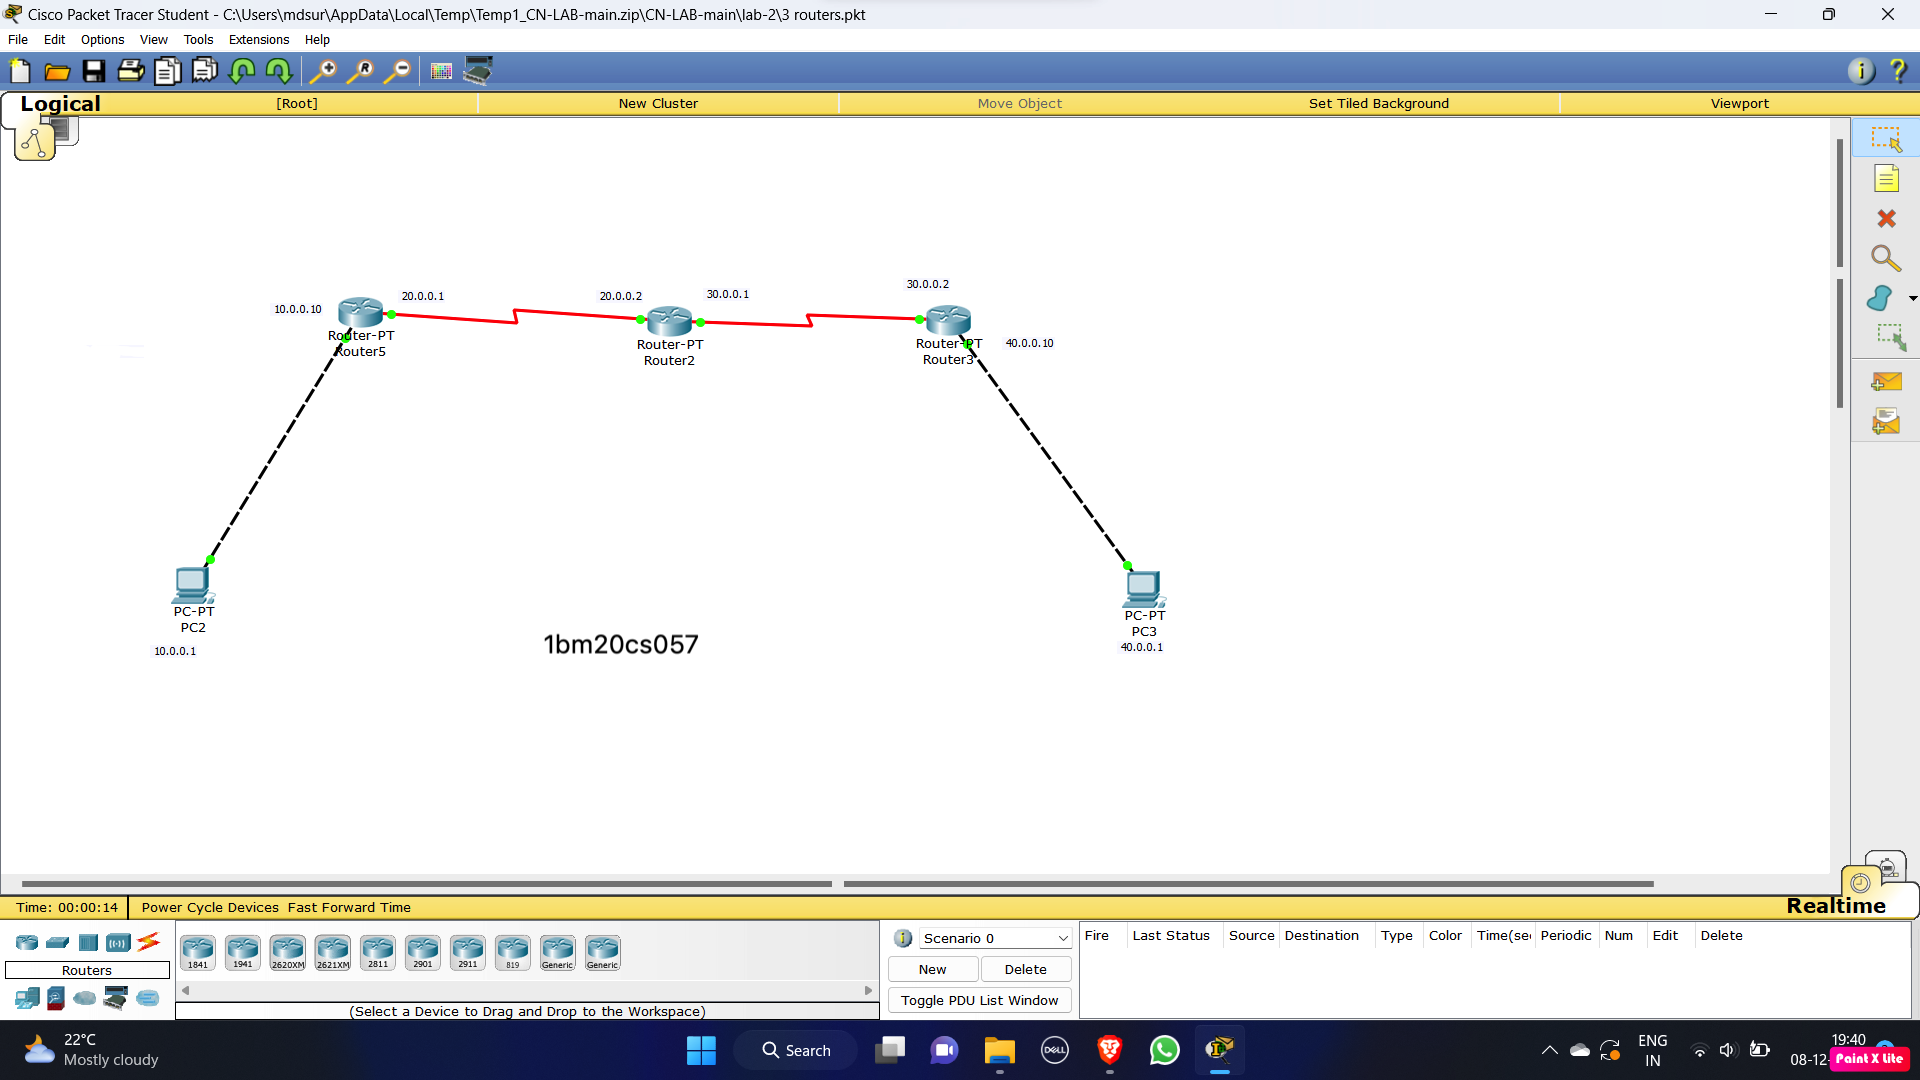 Cisco Packet Tracer Student - C:\Users\mdsur\AppData\Local\Temp\Temp1_CN-LAB-main.zip\CN-LAB-main\lab-2\3 routers.pkt
File Edit Options View Tools Extensions Help
Logical [Root] New Cluster Move Object Set Tiled Background Viewport
30.0.0.2
20.0.0.1 20.0.0.2 30.0.0.1
10.0.0.10
Router-PT
Router5
Router-PT
Router2
Router-PT
Router3
40.0.0.10
PC-PT
PC2
10.0.0.1
1bm20cs057
PC-PT
PC3
40.0.0.1
Time: 00:00:14 Power Cycle Devices Fast Forward Time Realtime
Routers
1841 1941 2620XM 2621XM 2811 2901 2911 819 Generic Generic
(Select a Device to Drag and Drop to the Workspace)
Scenario 0
New Delete
Toggle PDU List Window
Fire Last Status Source Destination Type Color Time(se Periodic Num Edit Delete
22°C
Mostly cloudy
Search
DELL
ENG
IN
19:40
08-12-
Paint X Lite